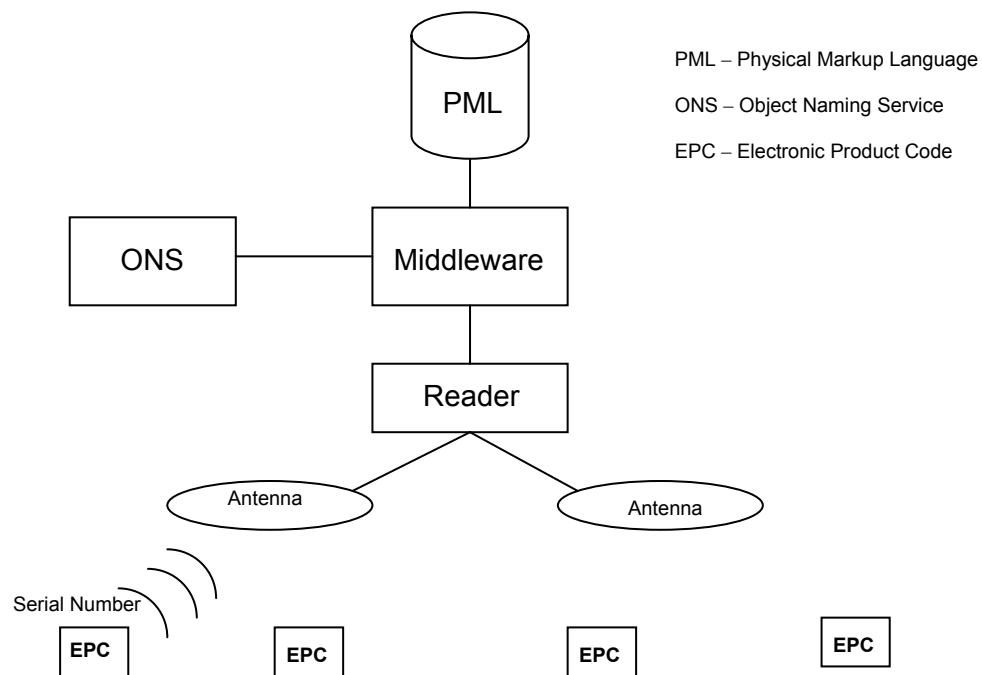 PML
PML – Physical Markup Language
ONS – Object Naming Service
EPC – Electronic Product Code
ONS
Middleware
Reader
Antenna
Antenna
Serial Number
EPC
EPC
EPC
EPC